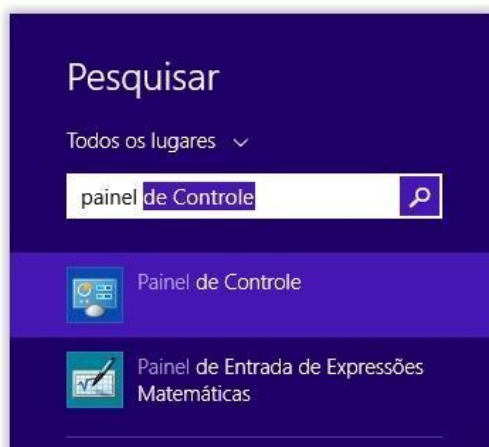 Pesquisar
Todos os lugares
painel de Controle
Painel de Controle
Painel de Entrada de Expressões
Matemáticas